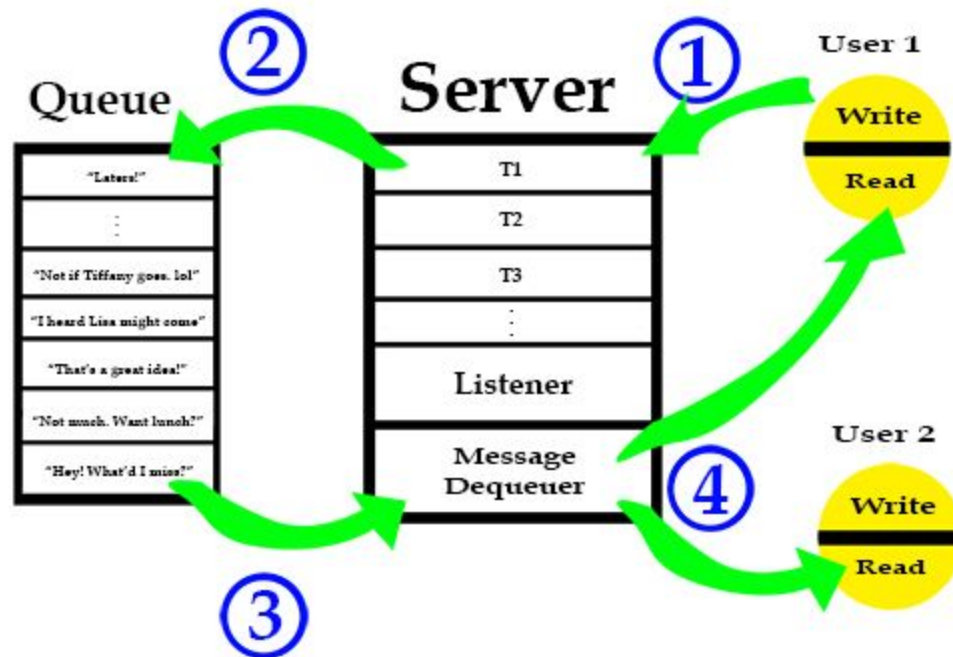 2
1
User 1
Queue
Server
Write
Read
"Laters!"
⋮
"Not if Tiffany goes. lol"
"I heard Lisa might come"
"That's a great idea!"
"Not much. Want lunch?"
"Hey! What'd I miss?"
T1
T2
T3
⋮
Listener
Message
Dequeuer
4
User 2
Write
Read
3